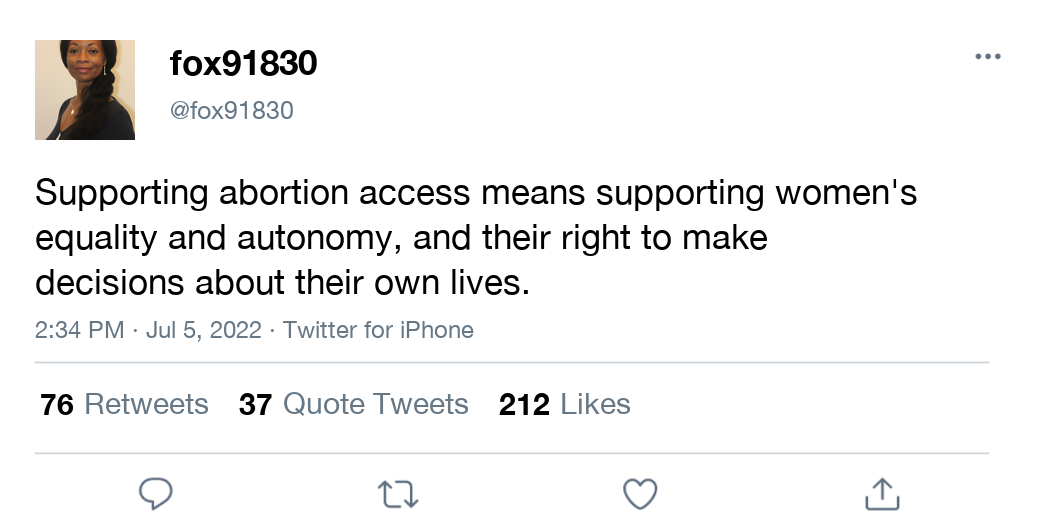 fox91830
@fox91830
Supporting abortion access means supporting women's
equality and autonomy, and their right to make
decisions about their own lives.
2:34 PM · Jul 5, 2022 · Twitter for iPhone
76 Retweets 37 Quote Tweets 212 Likes